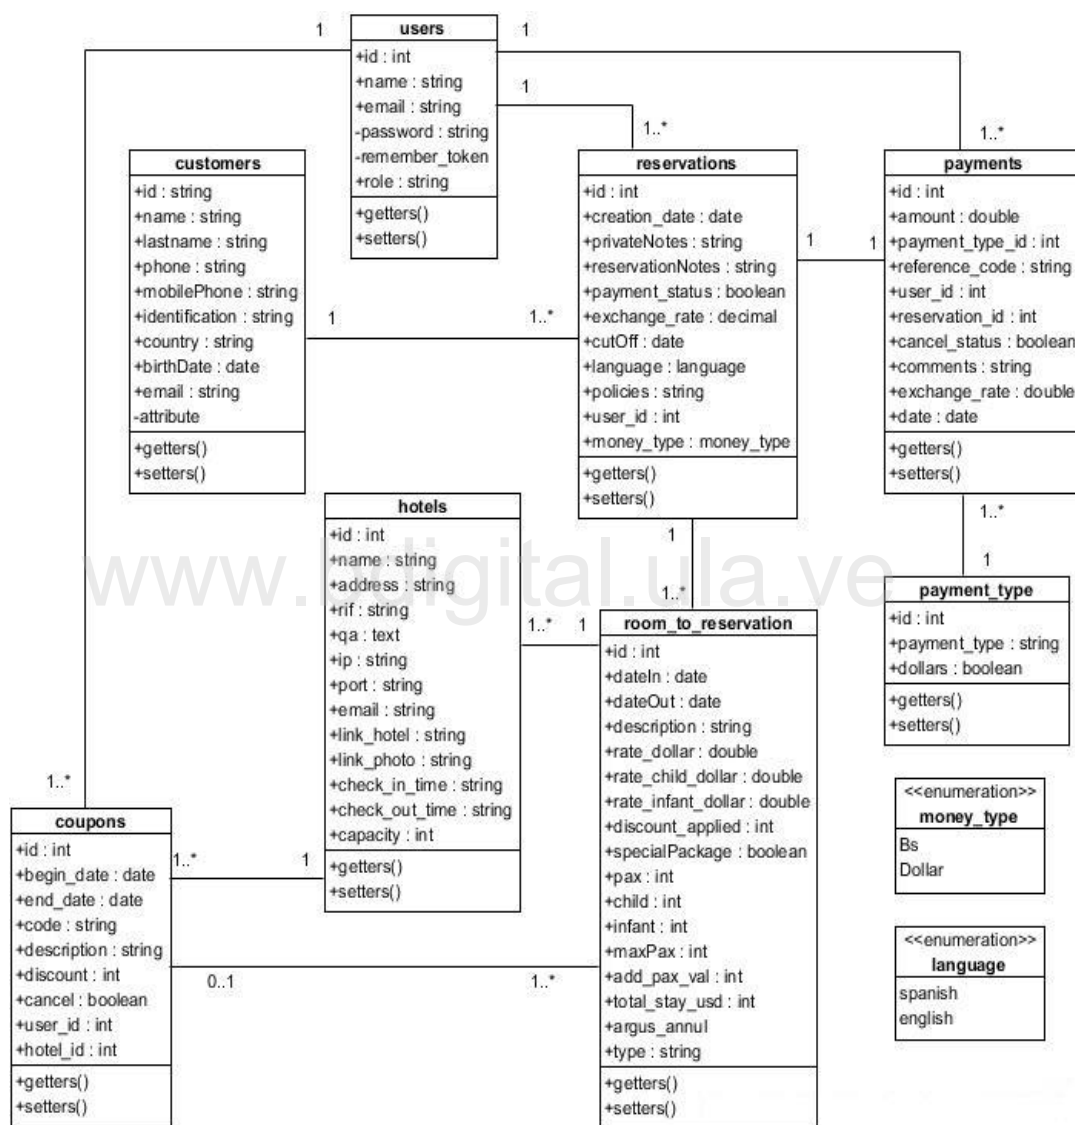 users
+id : int
+name : string
+email : string
-password : string
-remember_token
+role : string
+getters()
+setters()
1
1
1
1..*
1..*
customers
+id : string
+name : string
+lastname : string
+phone : string
+mobilePhone : string
+identification : string
+country : string
+birthDate : date
+email : string
-attribute
+getters()
+setters()
1
1..*
reservations
+id : int
+creation_date : date
+privateNotes : string
+reservationNotes : string
+payment_status : boolean
+exchange_rate : decimal
+cutOff : date
+language : language
+policies : string
+user_id : int
+money_type : money_type
+getters()
+setters()
1
1
payments
+id : int
+amount : double
+payment_type_id : int
+reference_code : string
+user_id : int
+reservation_id : int
+cancel_status : boolean
+comments : string
+exchange_rate : double
+date : date
+getters()
+setters()
1
1..*
1..*
1
hotels
+id : int
+name : string
+address : string
+rif : string
+qa : text
+ip : string
+port : string
+email : string
+link_hotel : string
+link_photo : string
+check_in_time : string
+check_out_time : string
+capacity : int
+getters()
+setters()
1..*
1
www.bdigital.ula.ve
payment_type
+id : int
+payment_type : string
+dollars : boolean
+getters()
+setters()
room_to_reservation
+id : int
+dateIn : date
+dateOut : date
+description : string
+rate_dollar : double
+rate_child_dollar : double
+rate_infant_dollar : double
+discount_applied : int
+specialPackage : boolean
+pax : int
+child : int
+infant : int
+maxPax : int
+add_pax_val : int
+total_stay_usd : int
+argus_annul
+type : string
+getters()
+setters()
1..*
coupons
+id : int
+begin_date : date
+end_date : date
+code : string
+description : string
+discount : int
+cancel : boolean
+user_id : int
+hotel_id : int
+getters()
+setters()
1..*
1
0..1
1..*
<<enumeration>>
money_type
Bs
Dollar
<<enumeration>>
language
spanish
english